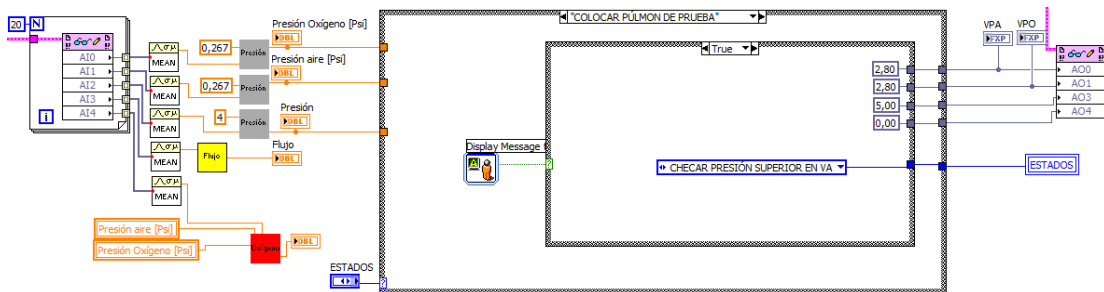 20
N
AI0
AI1
AI2
AI3
AI4
i
MEAN
MEAN
MEAN
MEAN
MEAN
0,267
0,267
4
Presión
Presión
Presión
Flujo
Oxígeno
Presión Oxígeno [Psi]
DBL
Presión aire [Psi]
DBL
Presión
DBL
Flujo
DBL
DBL
Presión aire [Psi]
Presión Oxígeno [Psi]
ESTADOS
"COLOCAR PÚLMON DE PRUEBA"
True
Display Message t
CHECAR PRESIÓN SUPERIOR EN VA
2,80
2,80
5,00
0,00
VPA
FXP
VPO
FXP
AO0
AO1
AO3
AO4
ESTADOS